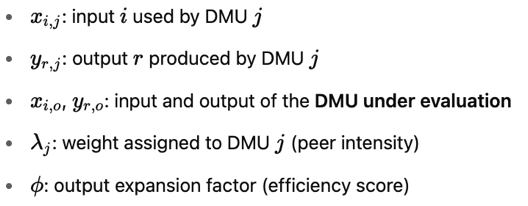 • $x_{i,j}$: input $i$ used by DMU $j$
• $y_{r,j}$: output $r$ produced by DMU $j$
• $x_{i,o}$, $y_{r,o}$: input and output of the DMU under evaluation
• $\lambda_j$: weight assigned to DMU $j$ (peer intensity)
• $\phi$: output expansion factor (efficiency score)